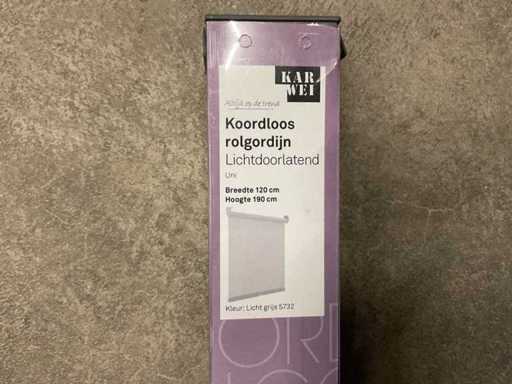 KAR
WEI
Altijd op de trend
Koordloos
rolgordijn
Lichtdoorlatend
Uni
Breedte 120 cm
Hoogte 190 cm
Kleur: Licht grijs 5732